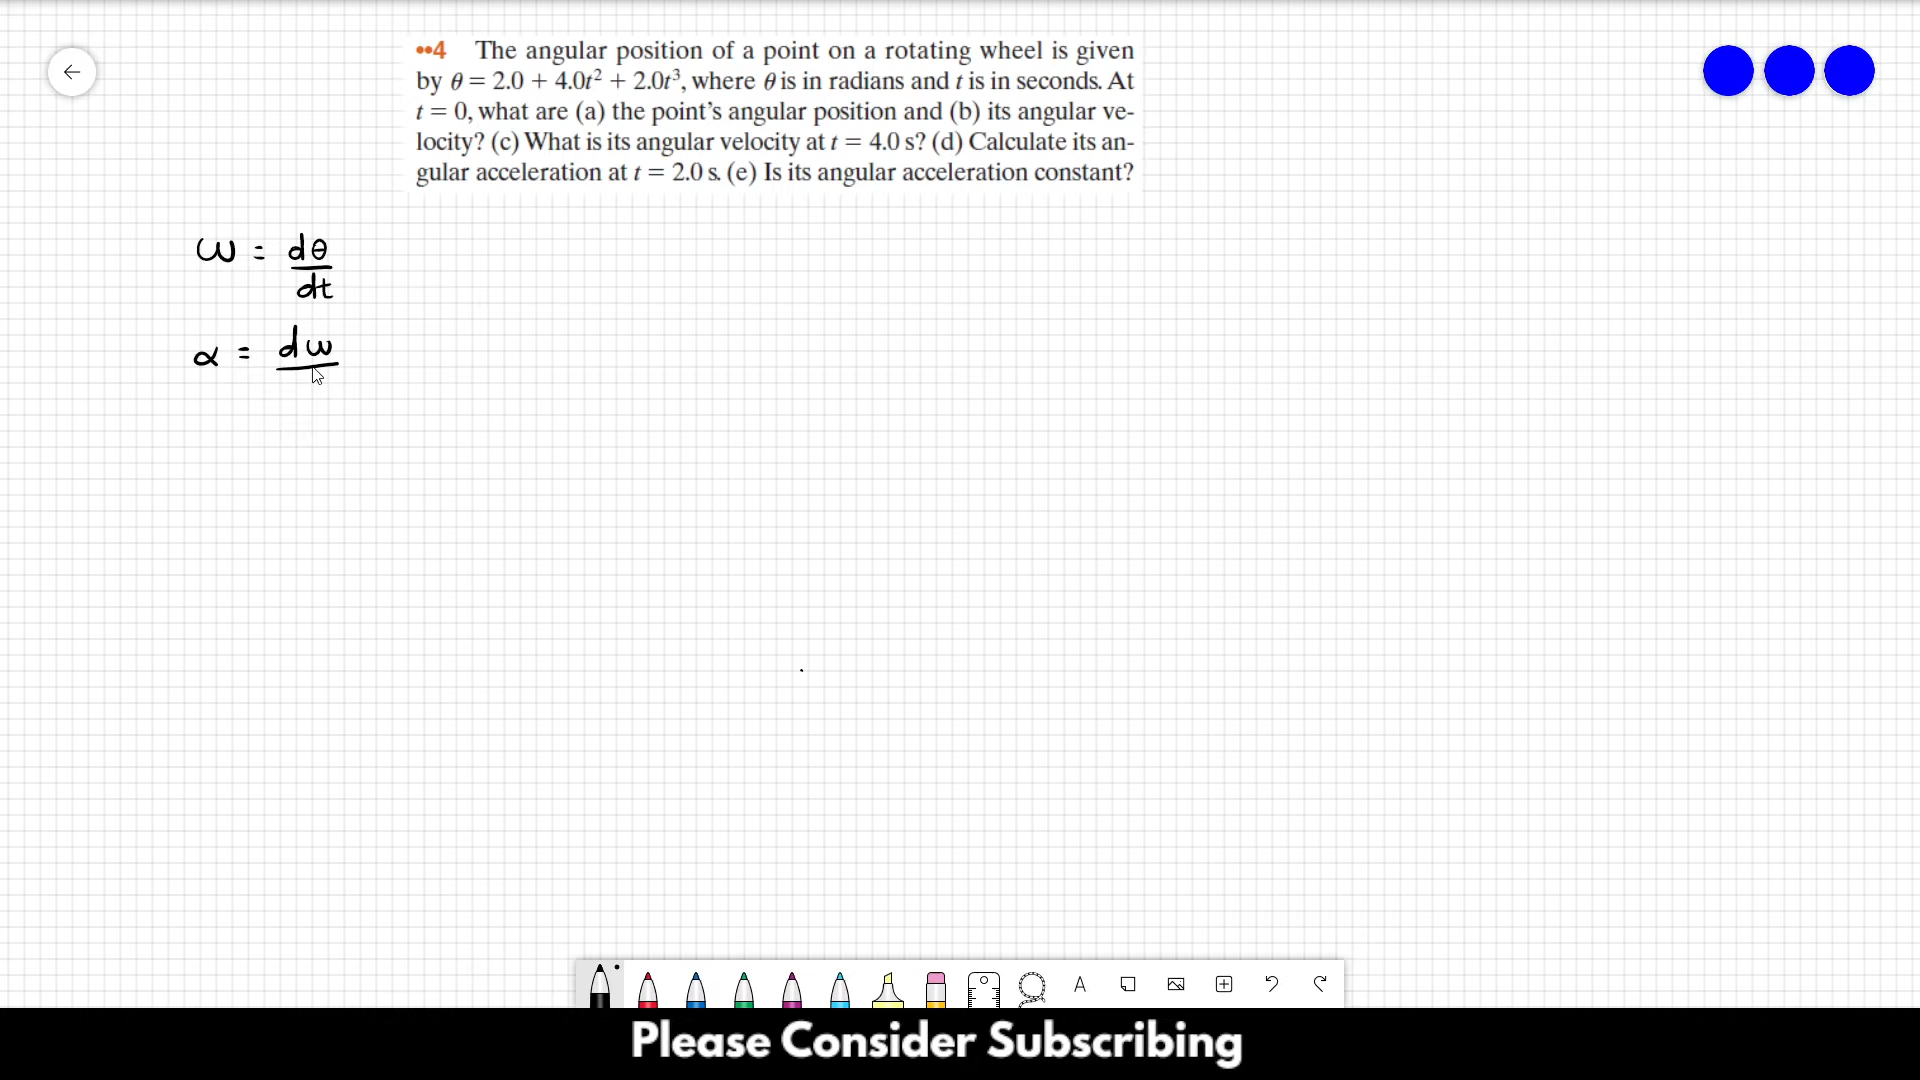 ••4 The angular position of a point on a rotating wheel is given
by θ = 2.0 + 4.0t² + 2.0t³, where θ is in radians and t is in seconds. At
t = 0, what are (a) the point's angular position and (b) its angular ve-
locity? (c) What is its angular velocity at t = 4.0 s? (d) Calculate its an-
gular acceleration at t = 2.0 s. (e) Is its angular acceleration constant?
ω = dθ
dt
α = dω
A
Please Consider Subscribing